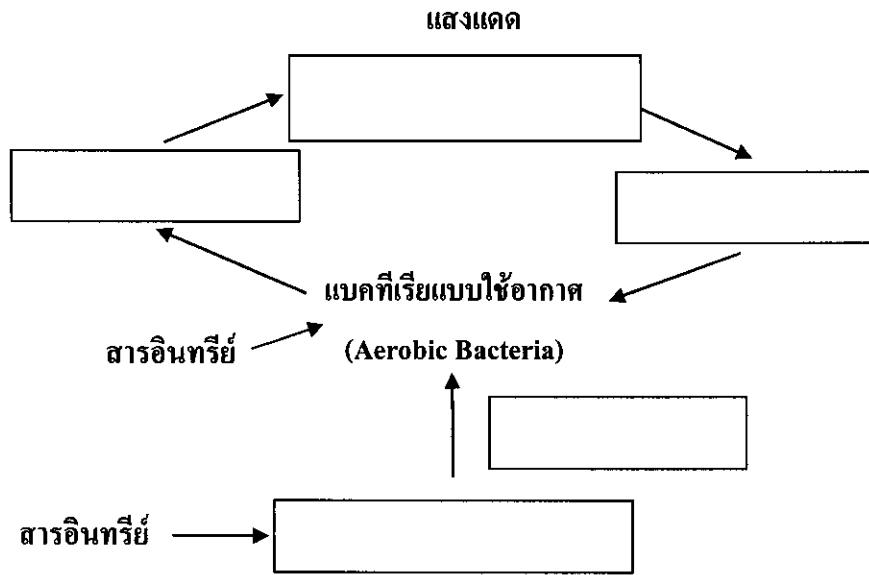 แสงแดด
แบคทีเรียแบบใช้อากาศ
สารอินทรีย์
(Aerobic Bacteria)
สารอินทรีย์